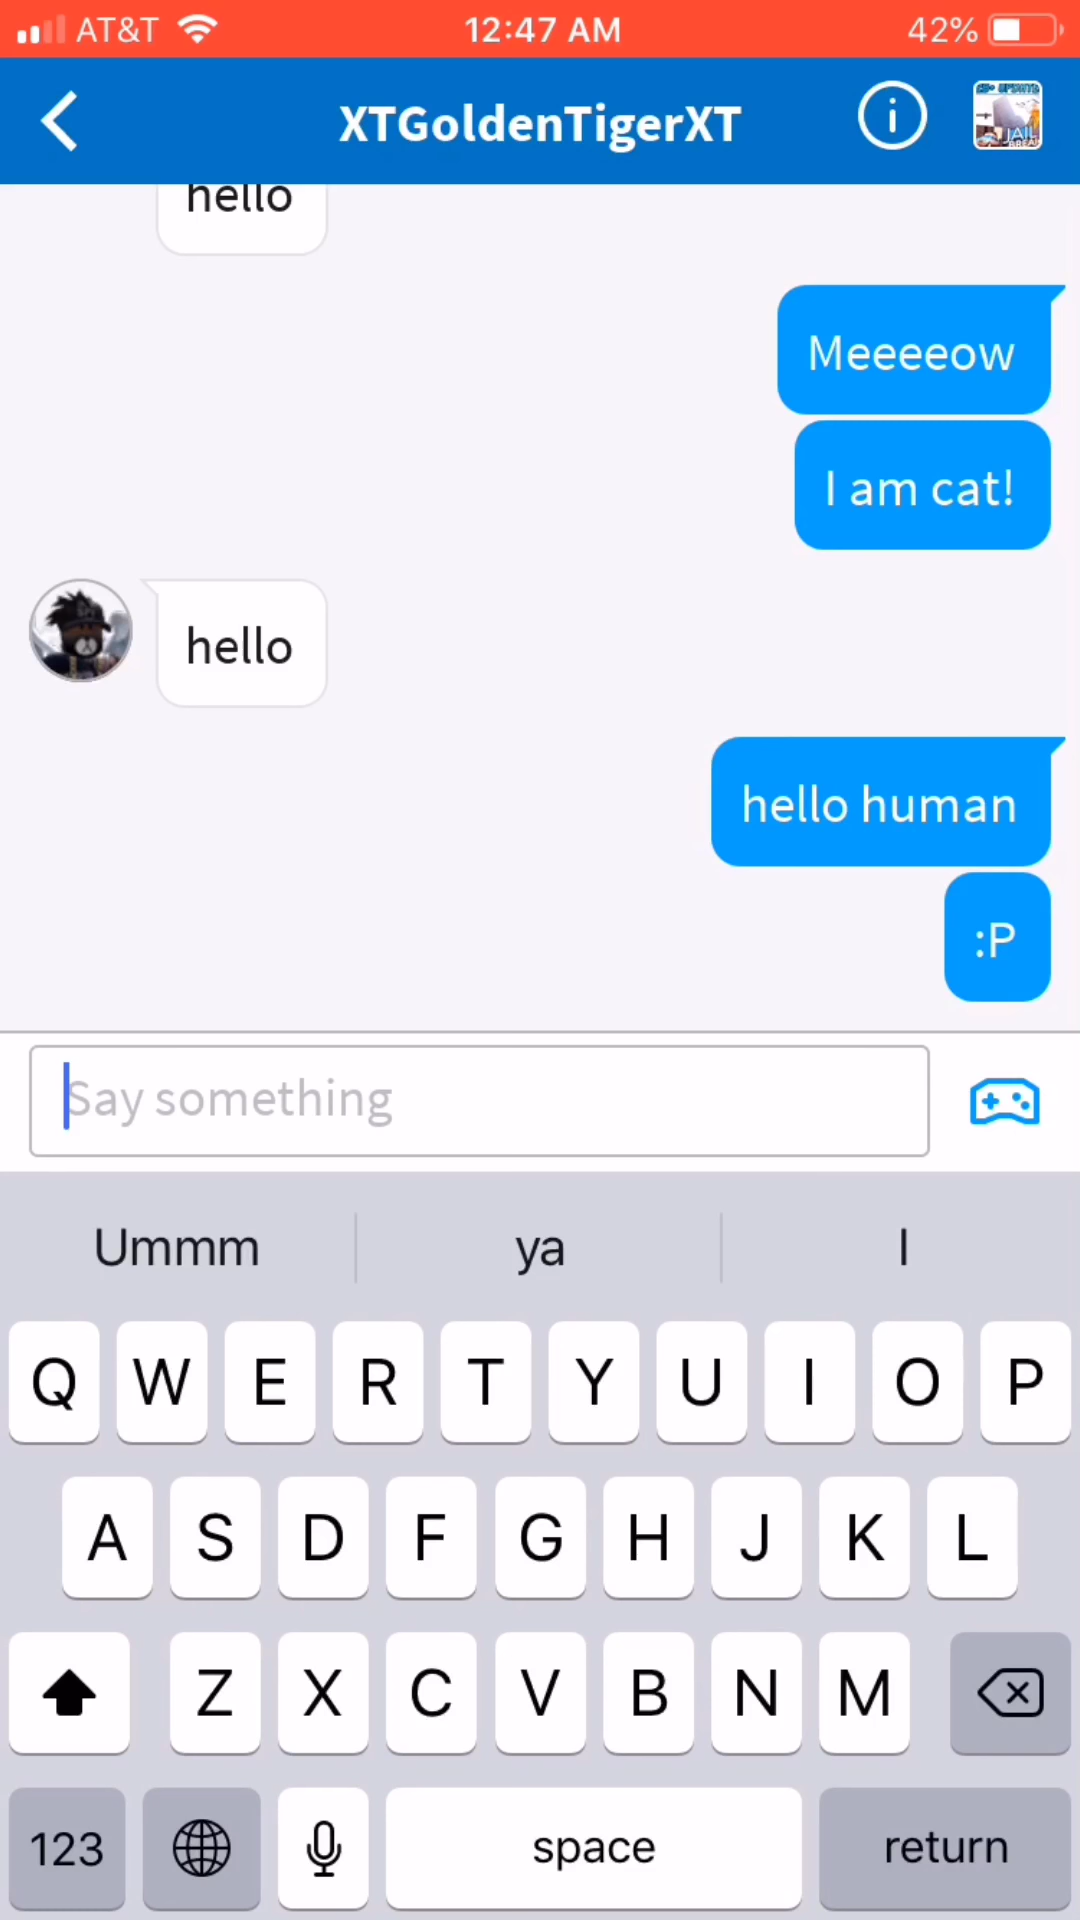 AT&T 12:47 AM 42%
XTGoldenTigerXT
JAIL
hello
Meeeeow
I am cat!
hello
hello human
:P
Say something
Ummm ya I
Q W E R T Y U I O P
A S D F G H J K L
Z X C V B N M
123 space return